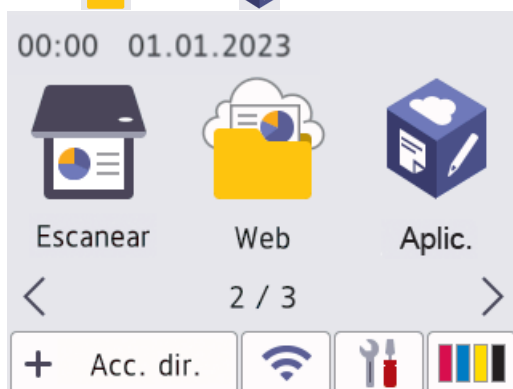 00:00 01.01.2023
Escanear Web Aplic.
2 / 3
+ Acc. dir.